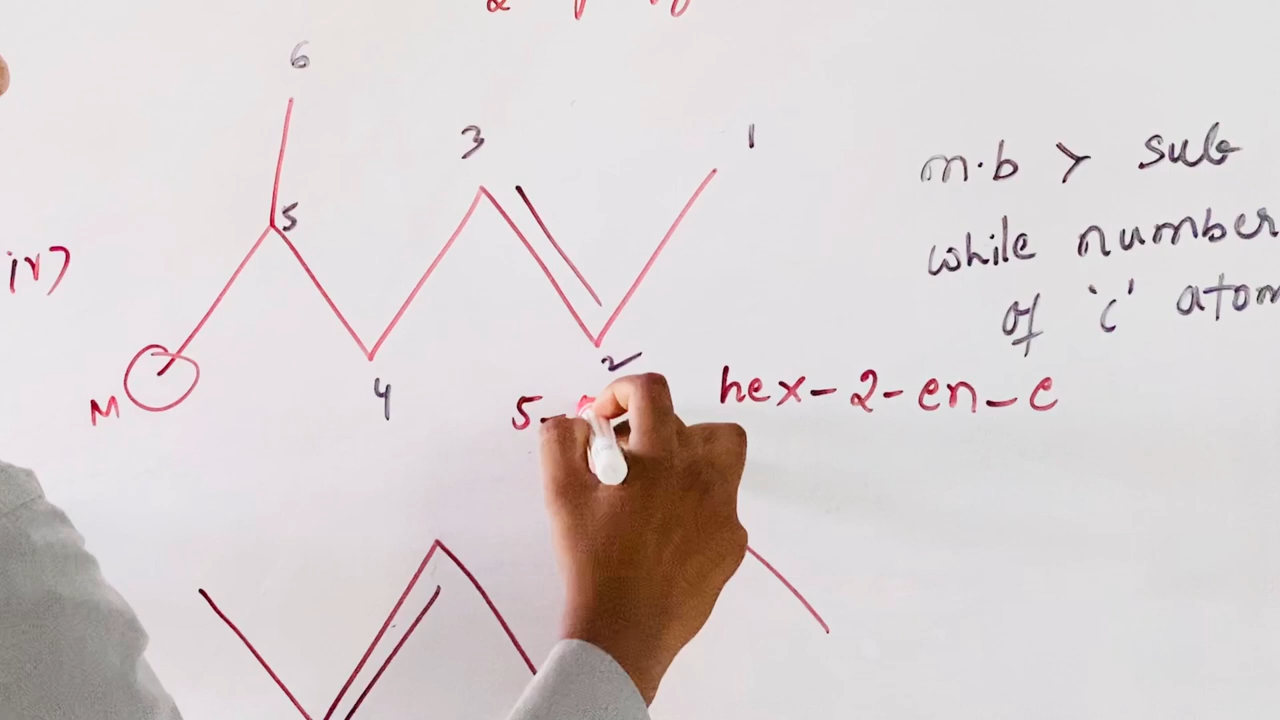 6
3
1
5
iv)
M
4
2
5-
hex-2-en-e
m.b > sub
while number
of 'c' atom